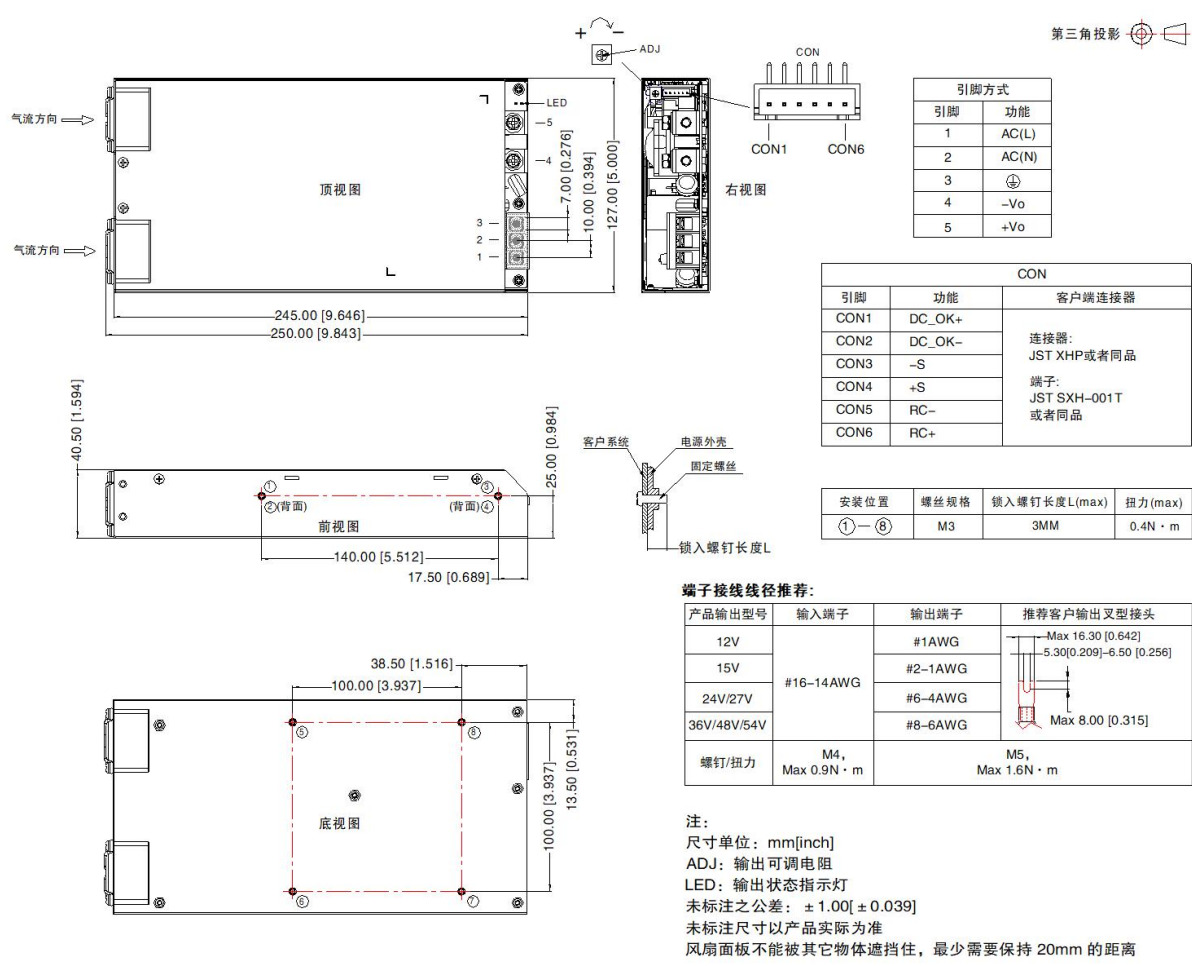 第三角投影
+ −
ADJ
CON
CON1 CON6
LED
5
4
3
2
1
气流方向
气流方向
顶视图
右视图
7.00 [0.276]
10.00 [0.394]
127.00 [5.000]
245.00 [9.646]
250.00 [9.843]
引脚方式
引脚 功能
1 AC(L)
2 AC(N)
3
4 −Vo
5 +Vo
CON
引脚 功能 客户端连接器
CON1 DC_OK+
CON2 DC_OK−
CON3 −S
CON4 +S
CON5 RC−
CON6 RC+
连接器:
JST XHP或者同品
端子:
JST SXH−001T
或者同品
40.50 [1.594]
25.00 [0.984]
① ③
②(背面) (背面)④
前视图
140.00 [5.512]
17.50 [0.689]
客户系统 电源外壳
固定螺丝
锁入螺钉长度L
安装位置 螺丝规格 锁入螺钉长度L(max) 扭力(max)
①－⑧ M3 3MM 0.4N・m
端子接线线径推荐:
产品输出型号 输入端子 输出端子 推荐客户输出叉型接头
12V #16−14AWG #1AWG
15V #2−1AWG
24V/27V #6−4AWG
36V/48V/54V #8−6AWG
Max 16.30 [0.642]
5.30[0.209]−6.50 [0.256]
Max 8.00 [0.315]
螺钉/扭力 M4, M5,
Max 0.9N・m Max 1.6N・m
38.50 [1.516]
100.00 [3.937]
⑤ ⑧
13.50 [0.531]
100.00 [3.937]
底视图
⑥ ⑦
注：
尺寸单位：mm[inch]
ADJ：输出可调电阻
LED：输出状态指示灯
未标注之公差：±1.00[±0.039]
未标注尺寸以产品实际为准
风扇面板不能被其它物体遮挡住，最少需要保持 20mm 的距离